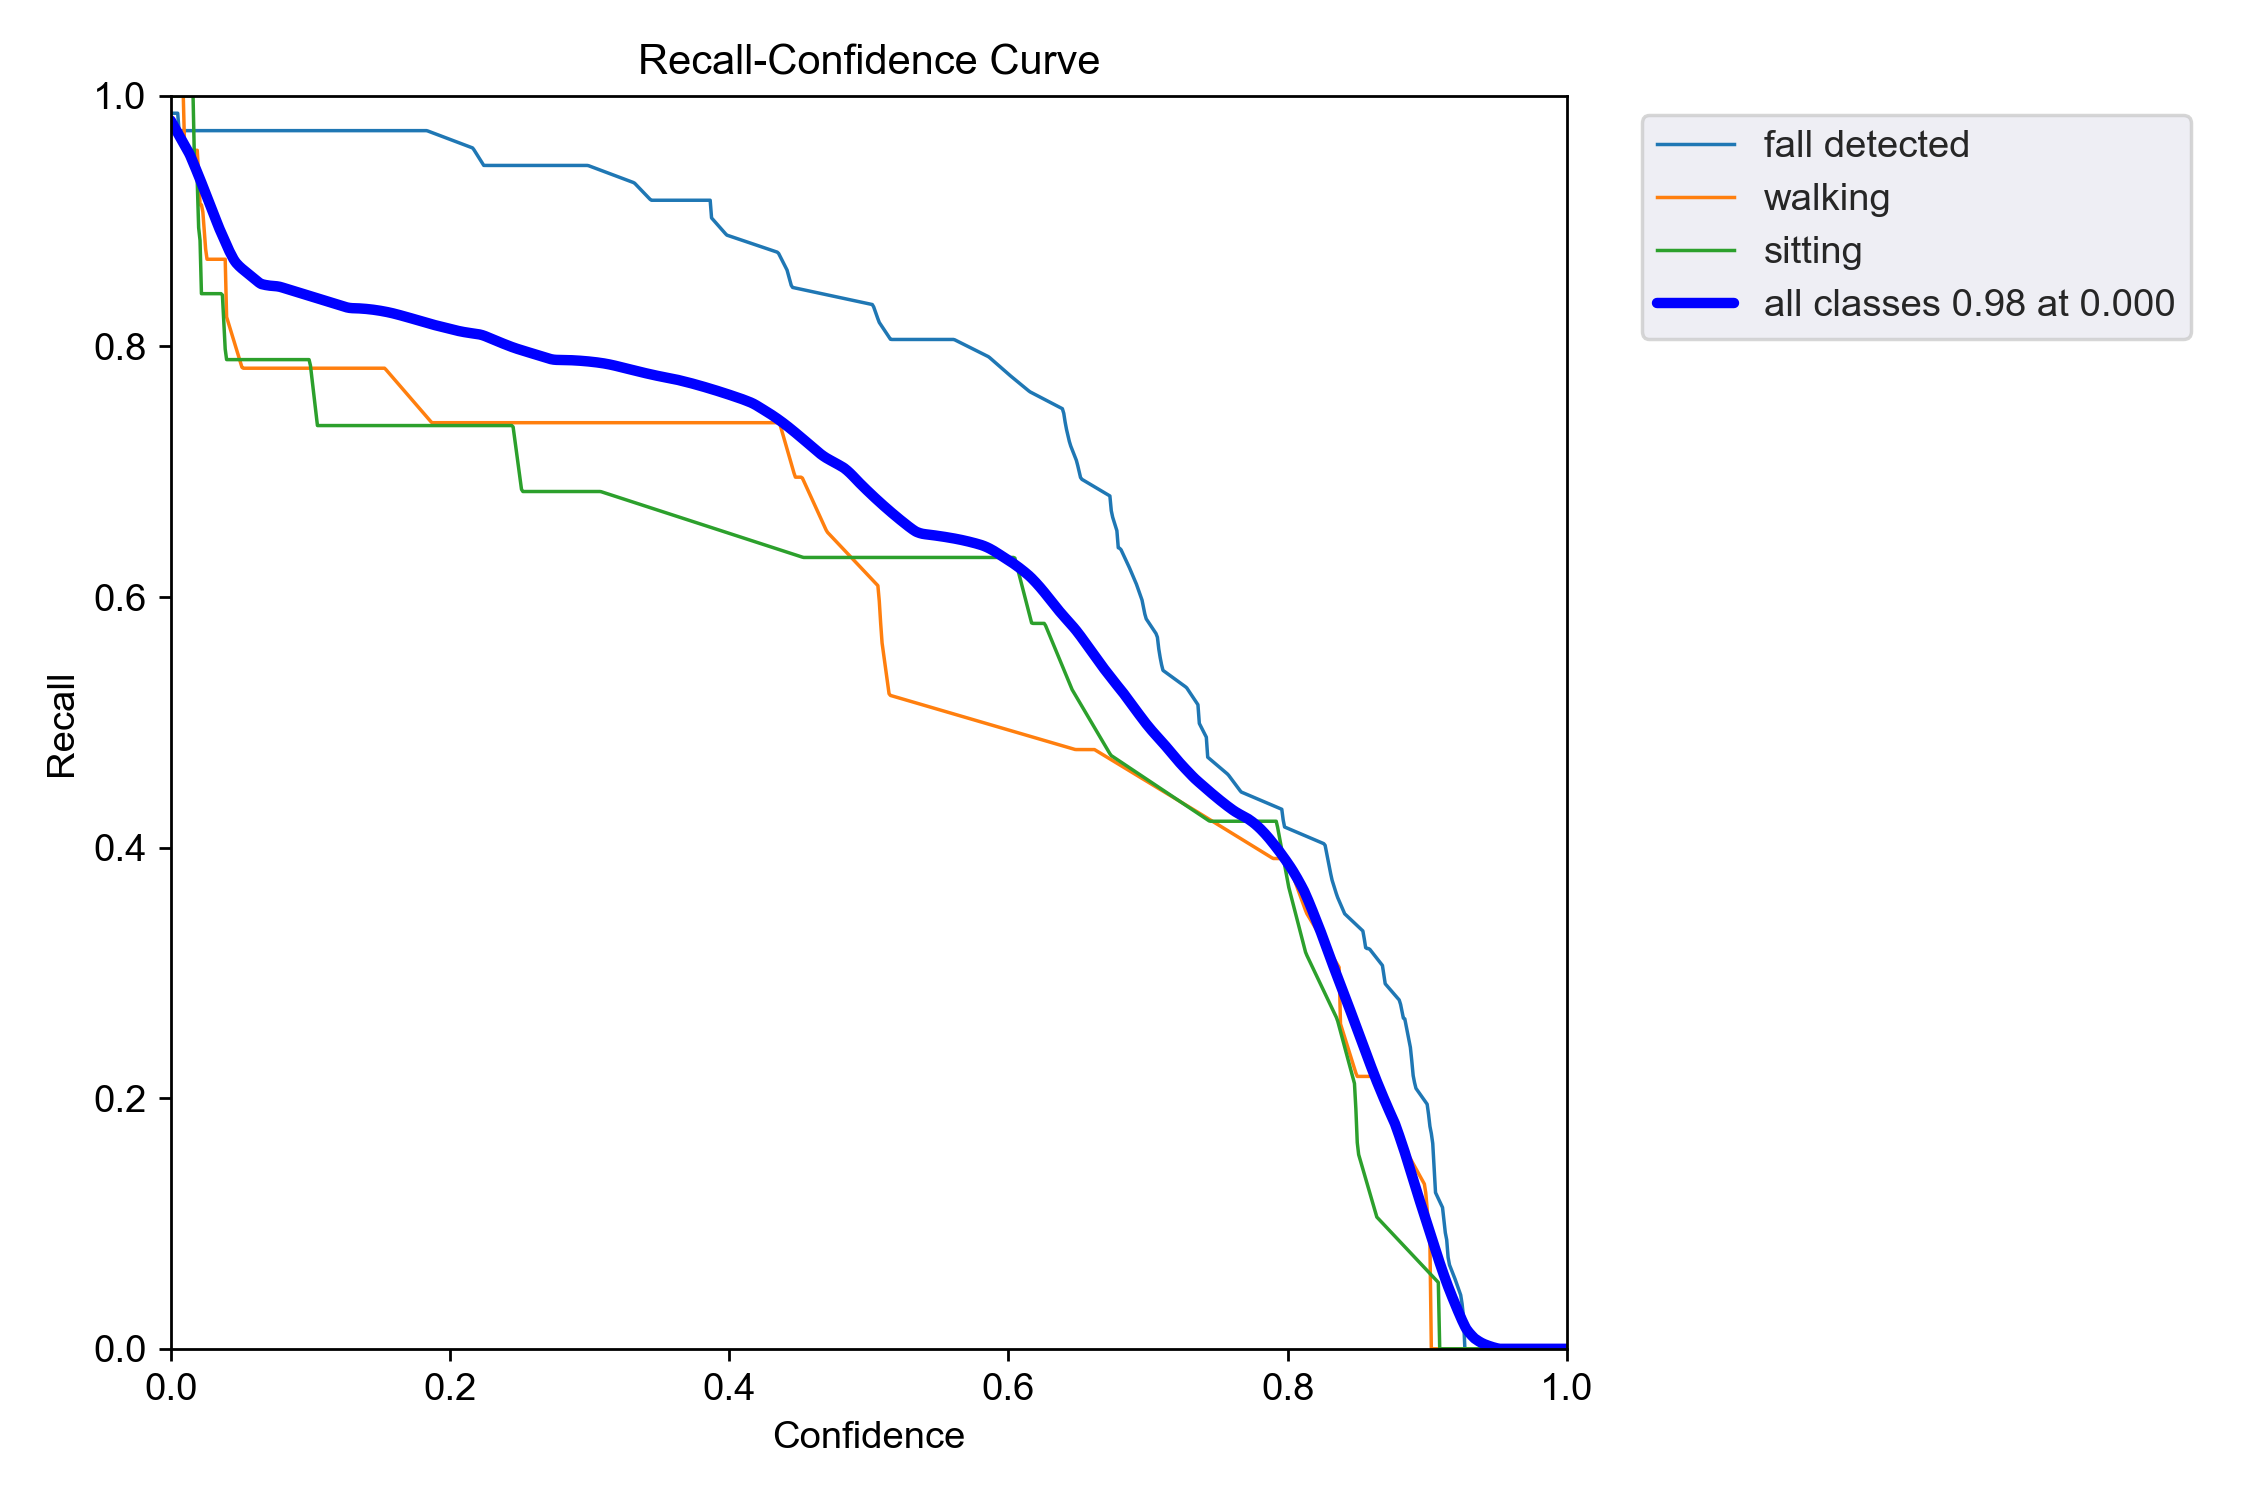 Recall-Confidence Curve
1.0
0.8
0.6
0.4
0.2
0.0
Recall
0.0 0.2 0.4 0.6 0.8 1.0
Confidence
fall detected
walking
sitting
all classes 0.98 at 0.000